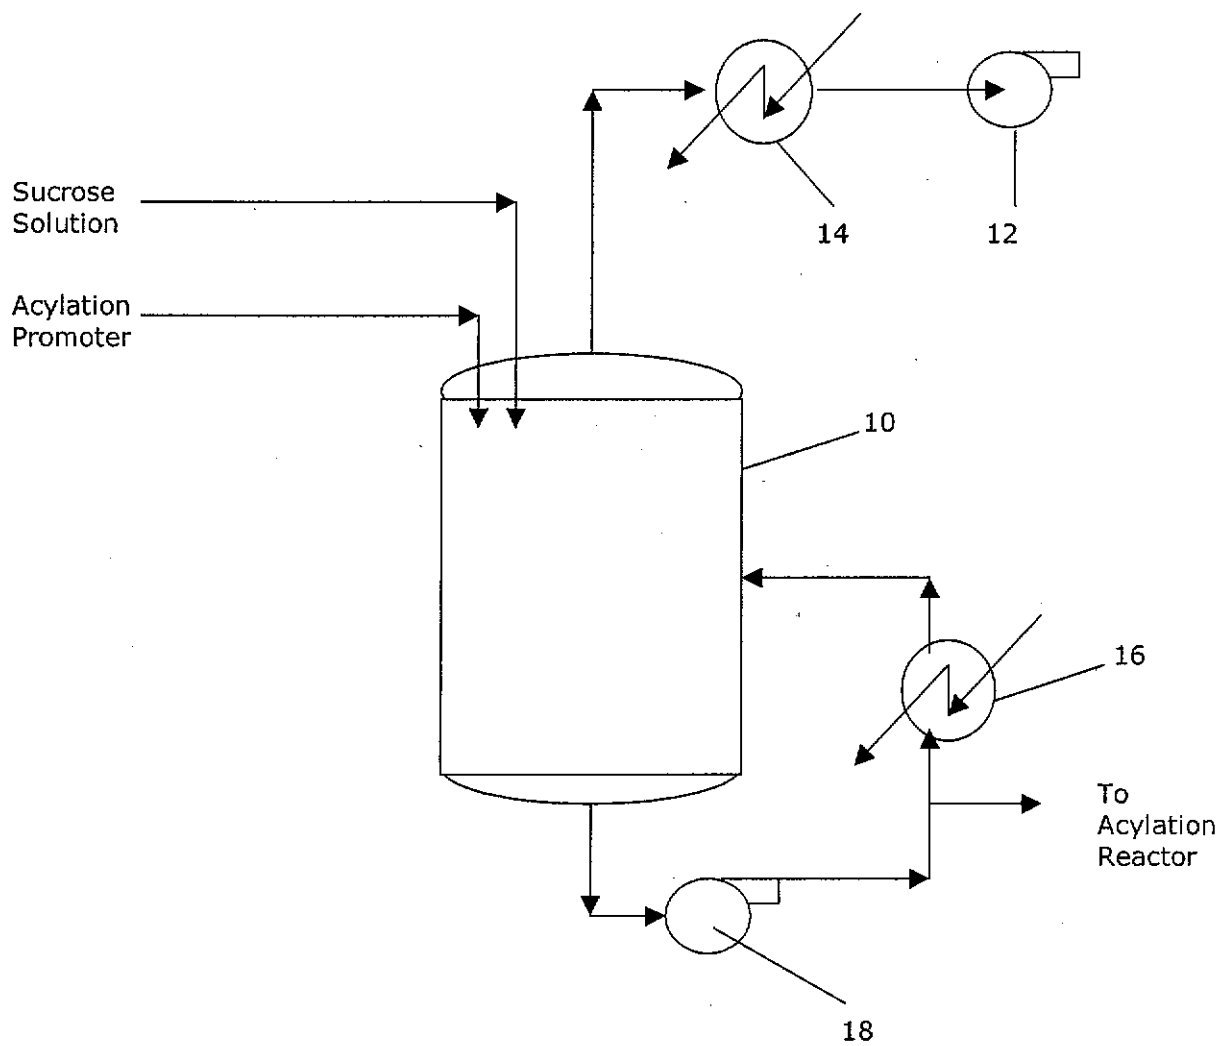 14
12
Sucrose
Solution
Acylation
Promoter
10
16
To
Acylation
Reactor
18